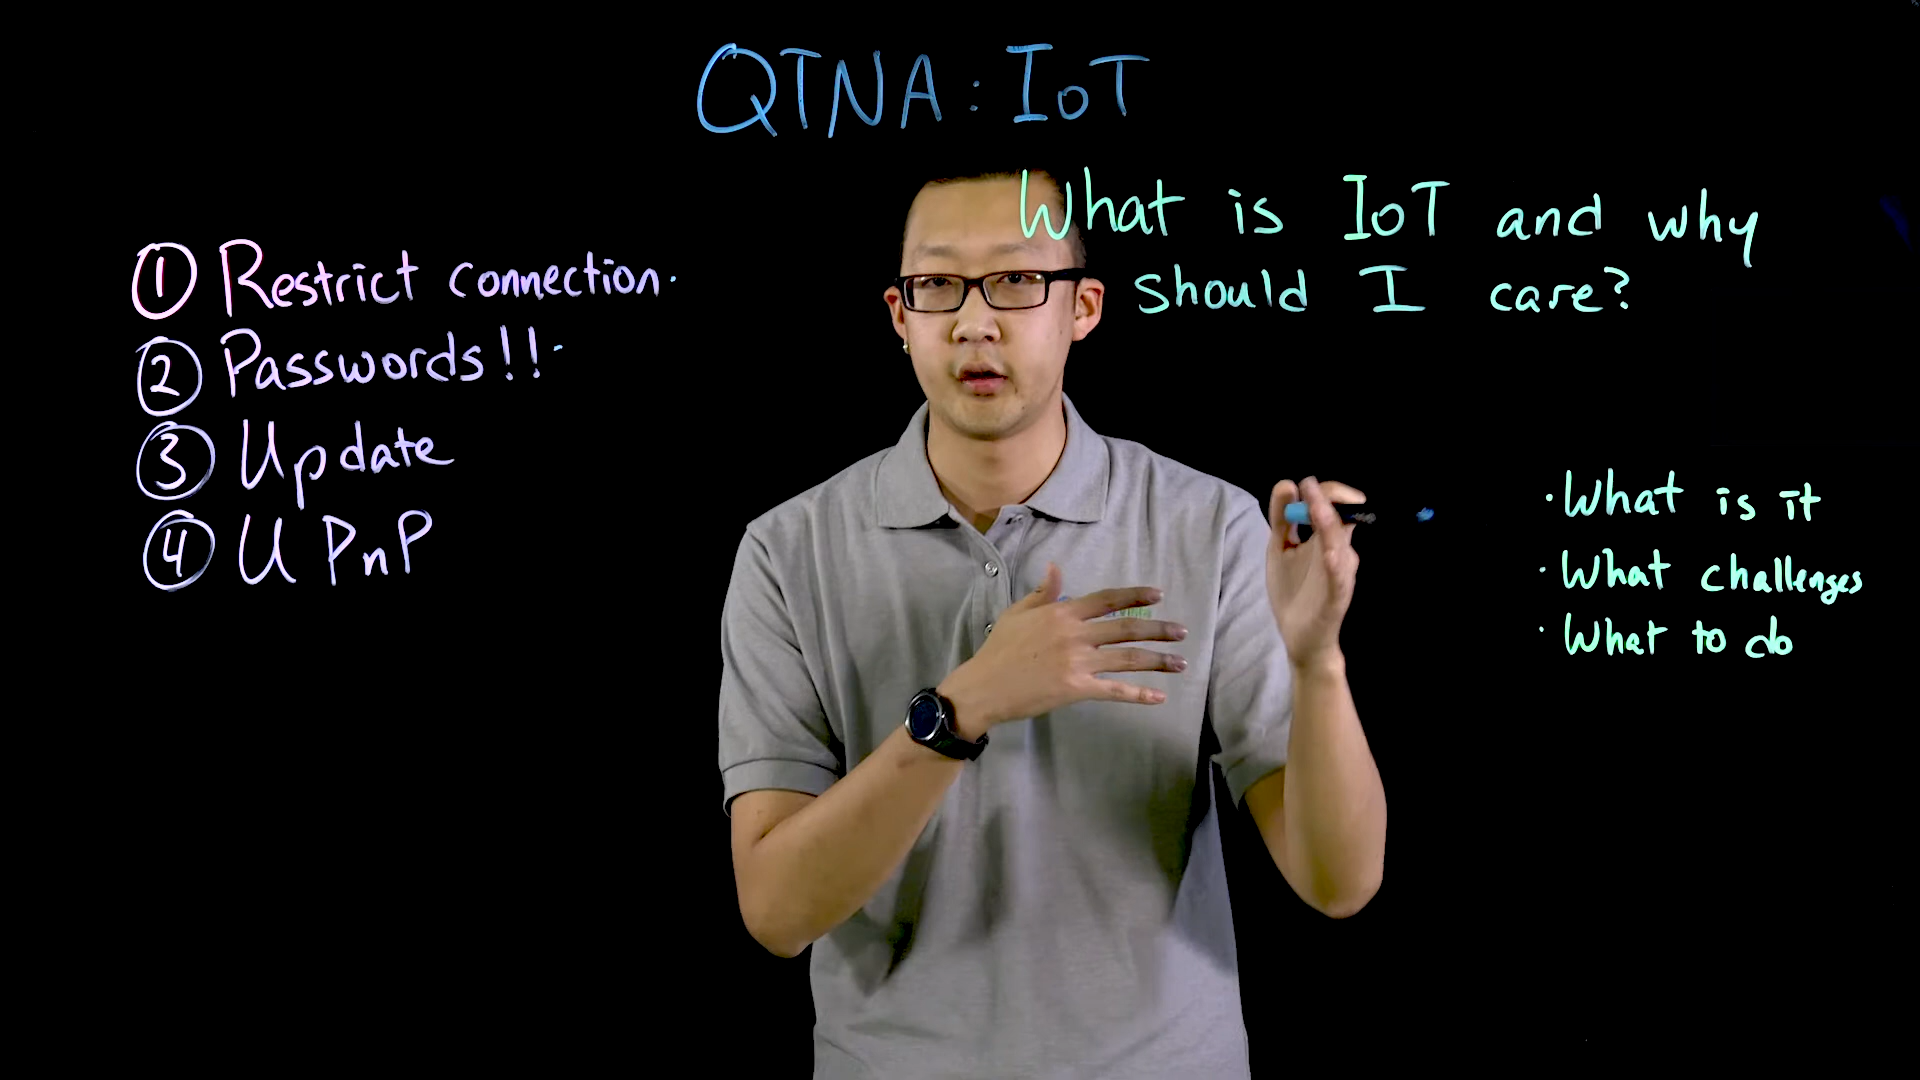 QTNA: IoT
What is IoT and why
should I care?
① Restrict connection.
② Passwords!!
③ Update
④ UPnP
· What is it
· What challenges
· What to do